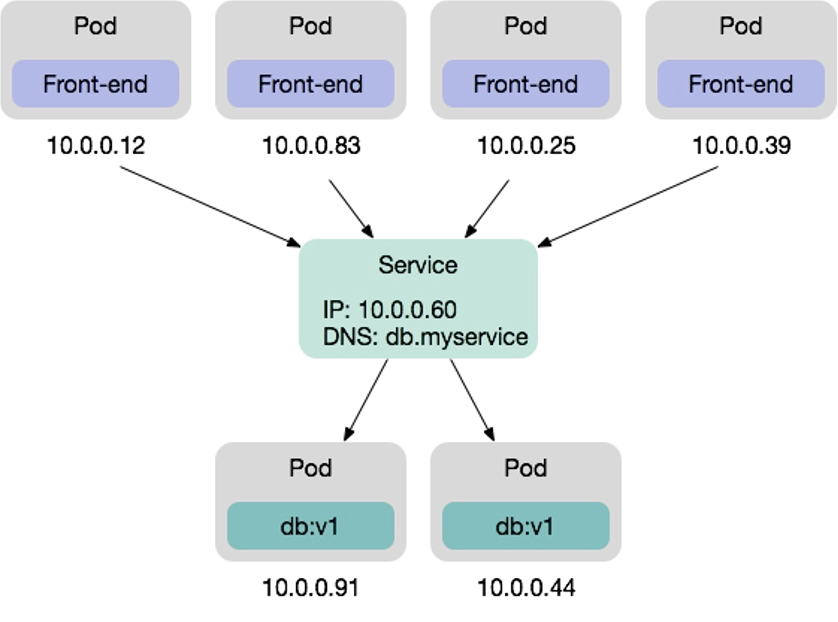 Pod
Pod
Pod
Pod
Front-end
Front-end
Front-end
Front-end
10.0.0.12
10.0.0.83
10.0.0.25
10.0.0.39
Service
IP: 10.0.0.60
DNS: db.myservice
Pod
Pod
db:v1
db:v1
10.0.0.91
10.0.0.44